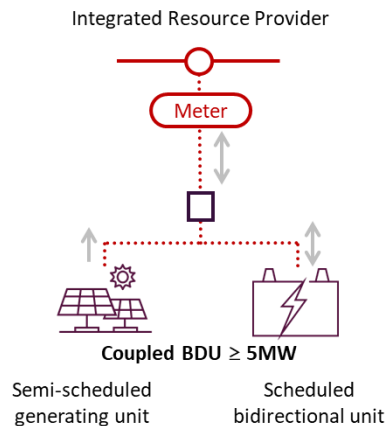 Integrated Resource Provider
Meter
Coupled BDU ≥ 5MW
Semi-scheduled
generating unit
Scheduled
bidirectional unit